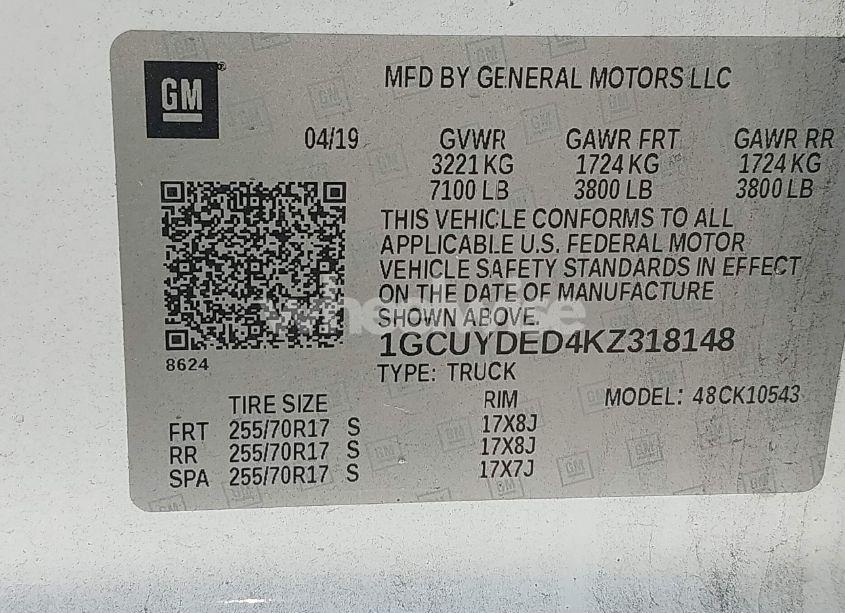 GM
MFD BY GENERAL MOTORS LLC
04/19 GVWR GAWR FRT GAWR RR
3221 KG 1724 KG 1724 KG
7100 LB 3800 LB 3800 LB
THIS VEHICLE CONFORMS TO ALL
APPLICABLE U.S. FEDERAL MOTOR
VEHICLE SAFETY STANDARDS IN EFFECT
ON THE DATE OF MANUFACTURE
SHOWN ABOVE.
1GCUYDED4KZ318148
8624
TYPE: TRUCK
TIRE SIZE RIM MODEL: 48CK10543
FRT 255/70R17 S 17X8J
RR 255/70R17 S 17X8J
SPA 255/70R17 S 17X7J